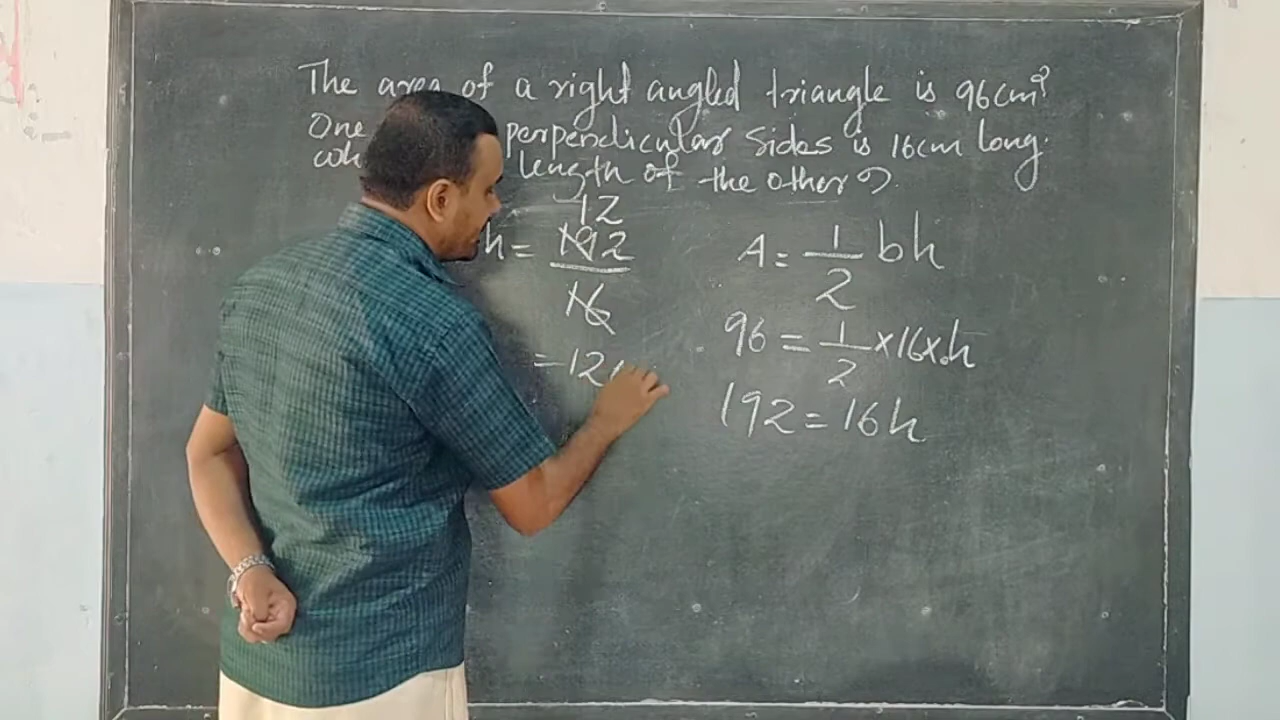 The area of a right angled triangle is 96cm²
One perpendicular Sides is 16cm long.
length of the other?
12
h = 192
16
= 12
A = 1/2 bh
96 = 1/2 × 16 × h
192 = 16h